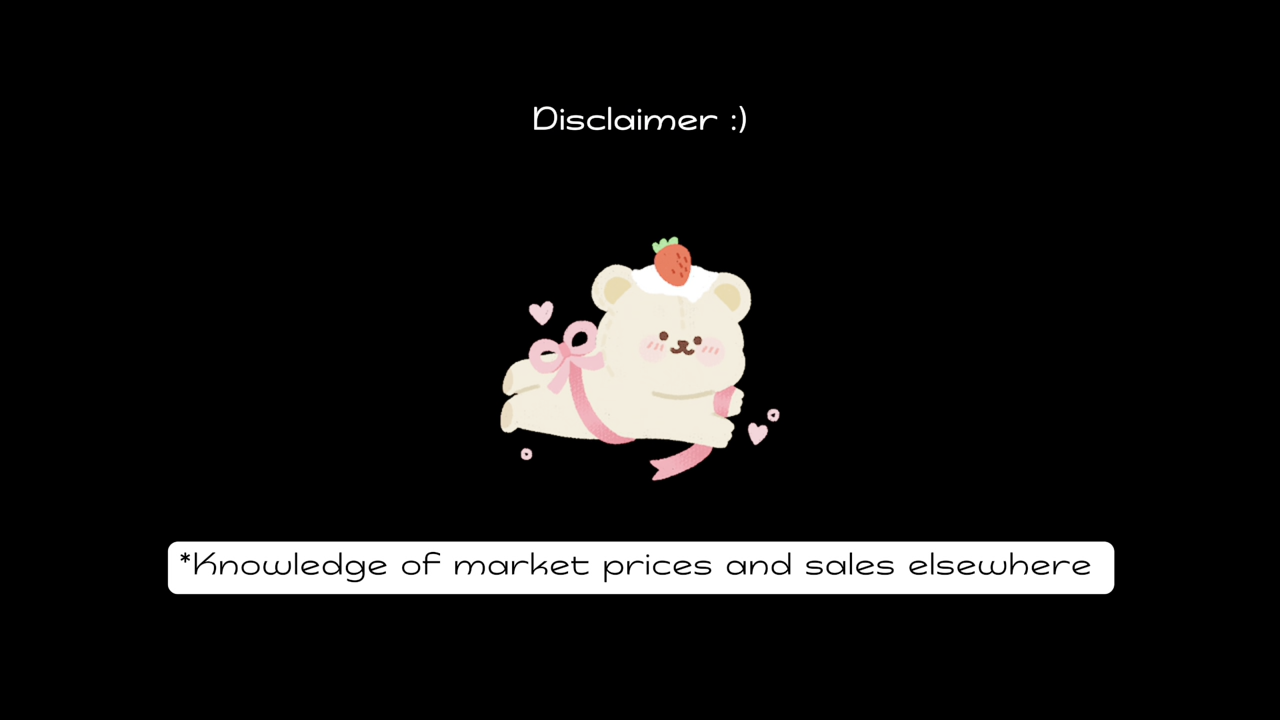 Disclaimer :)
*Knowledge of market prices and sales elsewhere